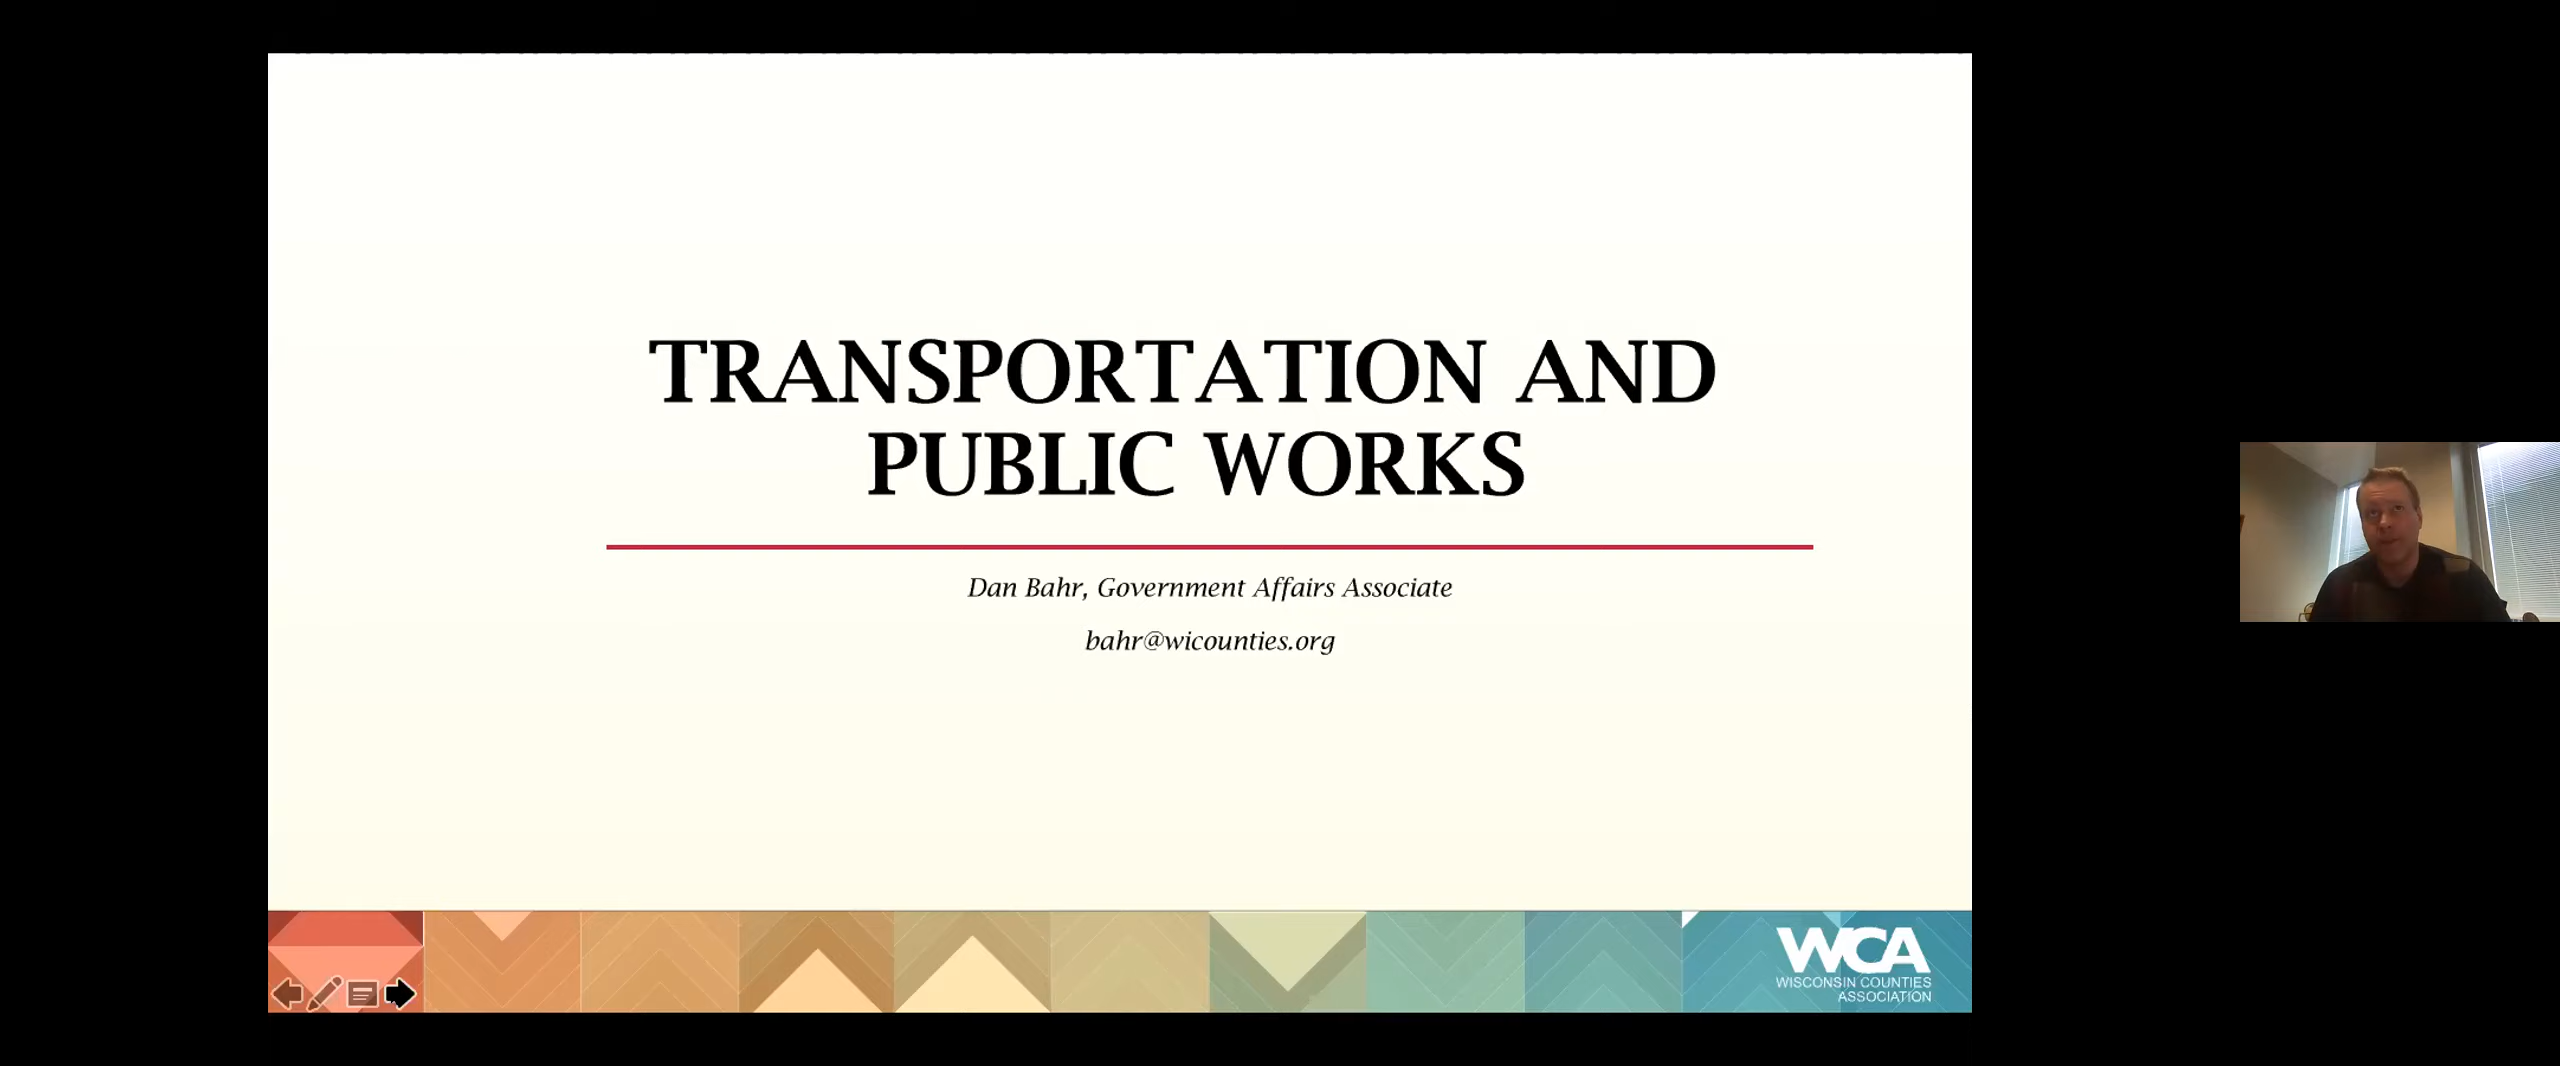 TRANSPORTATION AND
PUBLIC WORKS
Dan Bahr, Government Affairs Associate
bahr@wicounties.org
WCA
WISCONSIN COUNTIES
ASSOCIATION